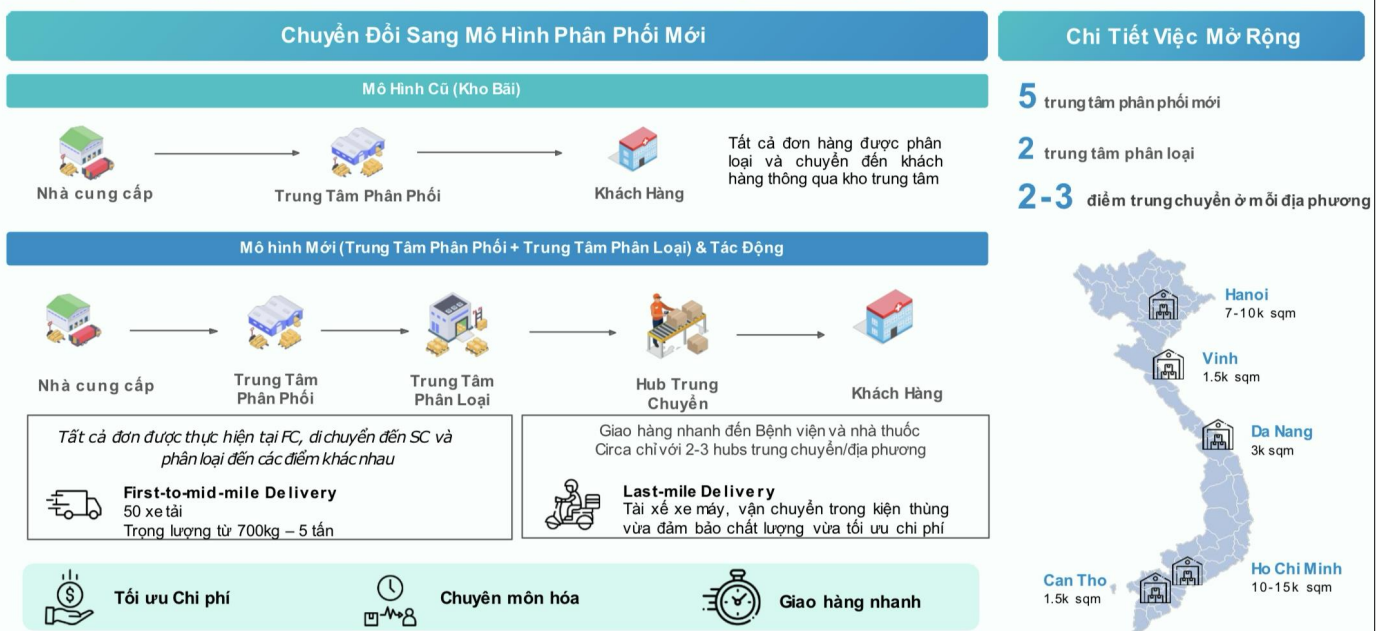 Chuyển Đổi Sang Mô Hình Phân Phối Mới
Mô Hình Cũ (Kho Bãi)
Nhà cung cấp
Trung Tâm Phân Phối
Khách Hàng
Tất cả đơn hàng được phân
loại và chuyển đến khách
hàng thông qua kho trung tâm
Mô hình Mới (Trung Tâm Phân Phối + Trung Tâm Phân Loại) & Tác Động
Nhà cung cấp
Trung Tâm
Phân Phối
Trung Tâm
Phân Loại
Hub Trung
Chuyển
Khách Hàng
Tất cả đơn được thực hiện tại FC, di chuyển đến SC và
phân loại đến các điểm khác nhau
First-to-mid-mile Delivery
50 xe tải
Trọng lượng từ 700kg – 5 tấn
Giao hàng nhanh đến Bệnh viện và nhà thuốc
Circa chỉ với 2-3 hubs trung chuyển/địa phương
Last-mile Delivery
Tài xế xe máy, vận chuyển trong kiện thùng
vừa đảm bảo chất lượng vừa tối ưu chi phí
Tối ưu Chi phí
Chuyên môn hóa
Giao hàng nhanh
Chi Tiết Việc Mở Rộng
5 trung tâm phân phối mới
2 trung tâm phân loại
2-3 điểm trung chuyển ở mỗi địa phương
Hanoi
7-10k sqm
Vinh
1.5k sqm
Da Nang
3k sqm
Ho Chi Minh
10-15k sqm
Can Tho
1.5k sqm